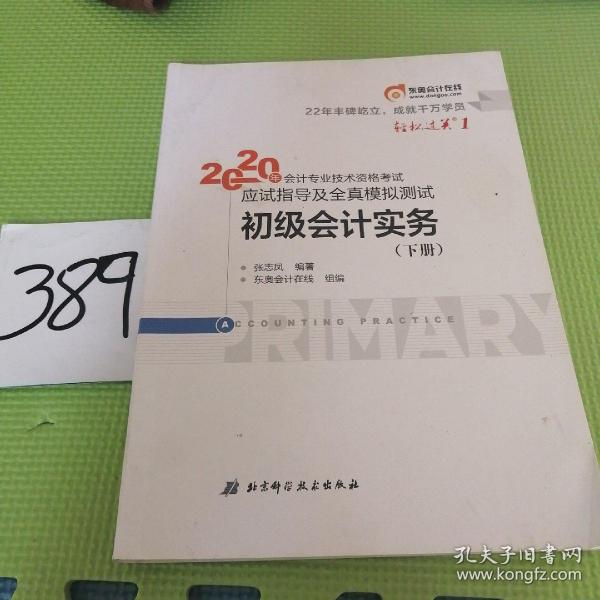 东奥会计在线
www.dongao.com
22年丰碑屹立，成就千万学员
轻松过关®1
2020年会计专业技术资格考试
应试指导及全真模拟测试
初级会计实务
（下册）
张志凤 编著
东奥会计在线 组编
ACCOUNTING PRACTICE
PRIMARY
北京科学技术出版社
389
孔夫子旧书网
www.kongfz.com